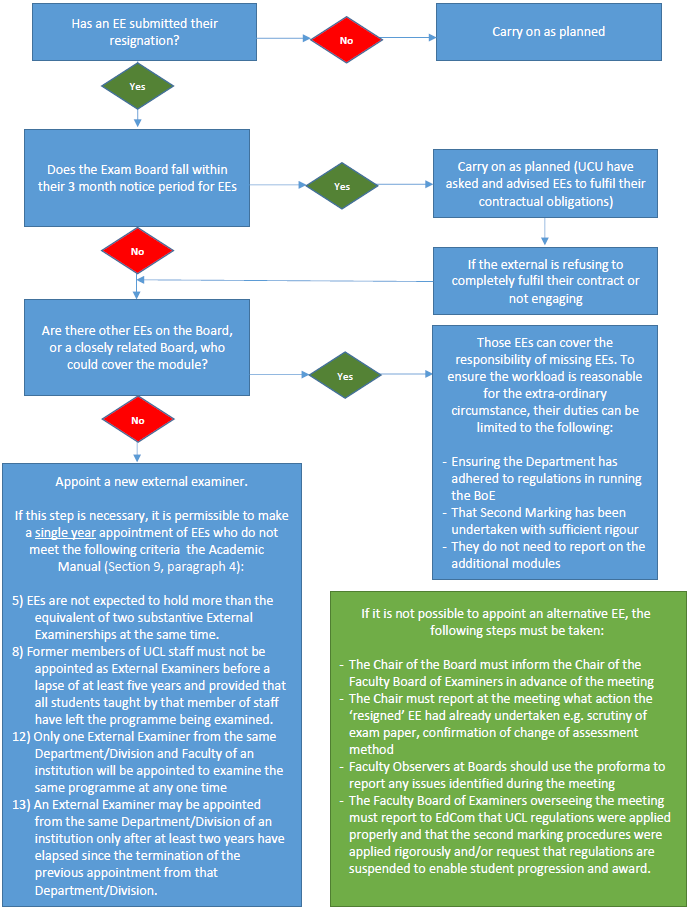 Has an EE submitted their
resignation?
No
Carry on as planned
Yes
Does the Exam Board fall within
their 3 month notice period for EEs
Yes
Carry on as planned (UCU have
asked and advised EEs to fulfil their
contractual obligations)
No
If the external is refusing to
completely fulfil their contract or
not engaging
Are there other EEs on the Board,
or a closely related Board, who
could cover the module?
Yes
Those EEs can cover the
responsibility of missing EEs. To
ensure the workload is reasonable
for the extra-ordinary
circumstance, their duties can be
limited to the following:
- Ensuring the Department has
adhered to regulations in running
the BoE
- That Second Marking has been
undertaken with sufficient rigour
- They do not need to report on the
additional modules
No
Appoint a new external examiner.
If this step is necessary, it is permissible to make
a single year appointment of EEs who do not
meet the following criteria the Academic
Manual (Section 9, paragraph 4):
5) EEs are not expected to hold more than the
equivalent of two substantive External
Examinerships at the same time.
8) Former members of UCL staff must not be
appointed as External Examiners before a
lapse of at least five years and provided that
all students taught by that member of staff
have left the programme being examined.
12) Only one External Examiner from the same
Department/Division and Faculty of an
institution will be appointed to examine the
same programme at any one time
13) An External Examiner may be appointed
from the same Department/Division of an
institution only after at least two years have
elapsed since the termination of the
previous appointment from that
Department/Division.
If it is not possible to appoint an alternative EE, the
following steps must be taken:
- The Chair of the Board must inform the Chair of the
Faculty Board of Examiners in advance of the meeting
- The Chair must report at the meeting what action the
‘resigned’ EE had already undertaken e.g. scrutiny of
exam paper, confirmation of change of assessment
method
- Faculty Observers at Boards should use the proforma to
report any issues identified during the meeting
- The Faculty Board of Examiners overseeing the meeting
must report to EdCom that UCL regulations were applied
properly and that the second marking procedures were
applied rigorously and/or request that regulations are
suspended to enable student progression and award.